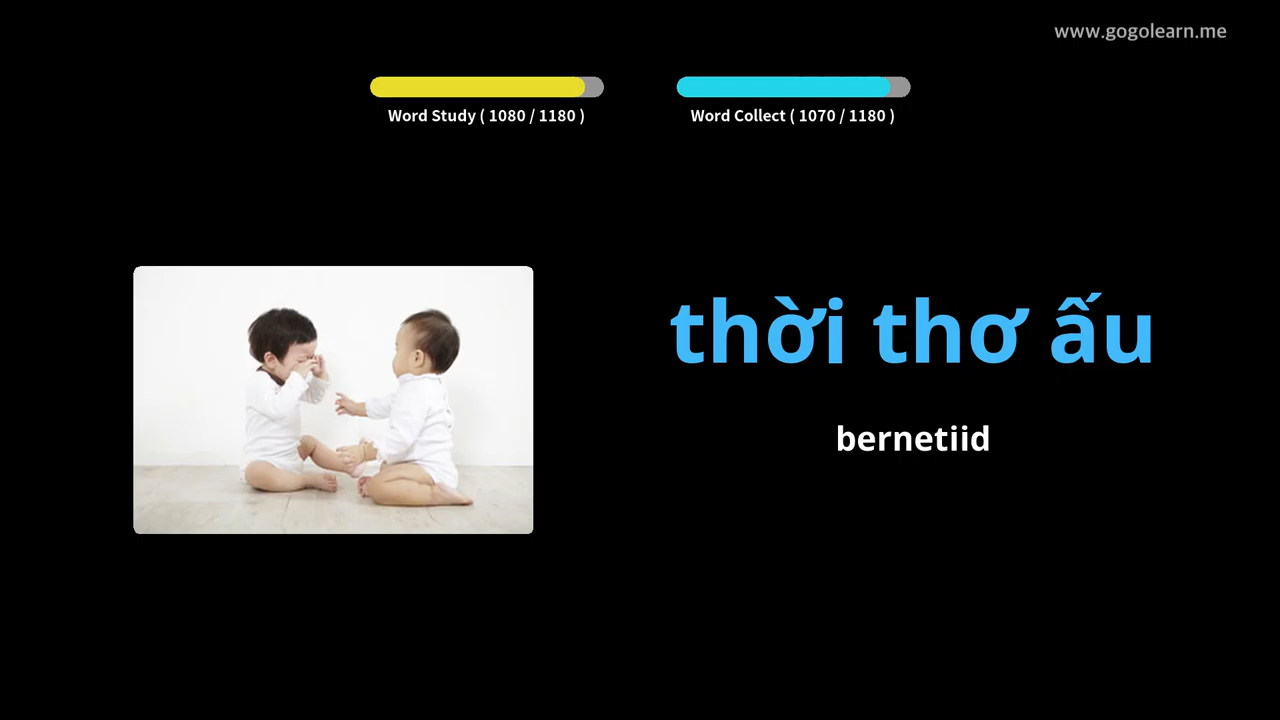 www.gogolearn.me
Word Study ( 1080 / 1180 )
Word Collect ( 1070 / 1180 )
thời thơ ấu
bernetiid